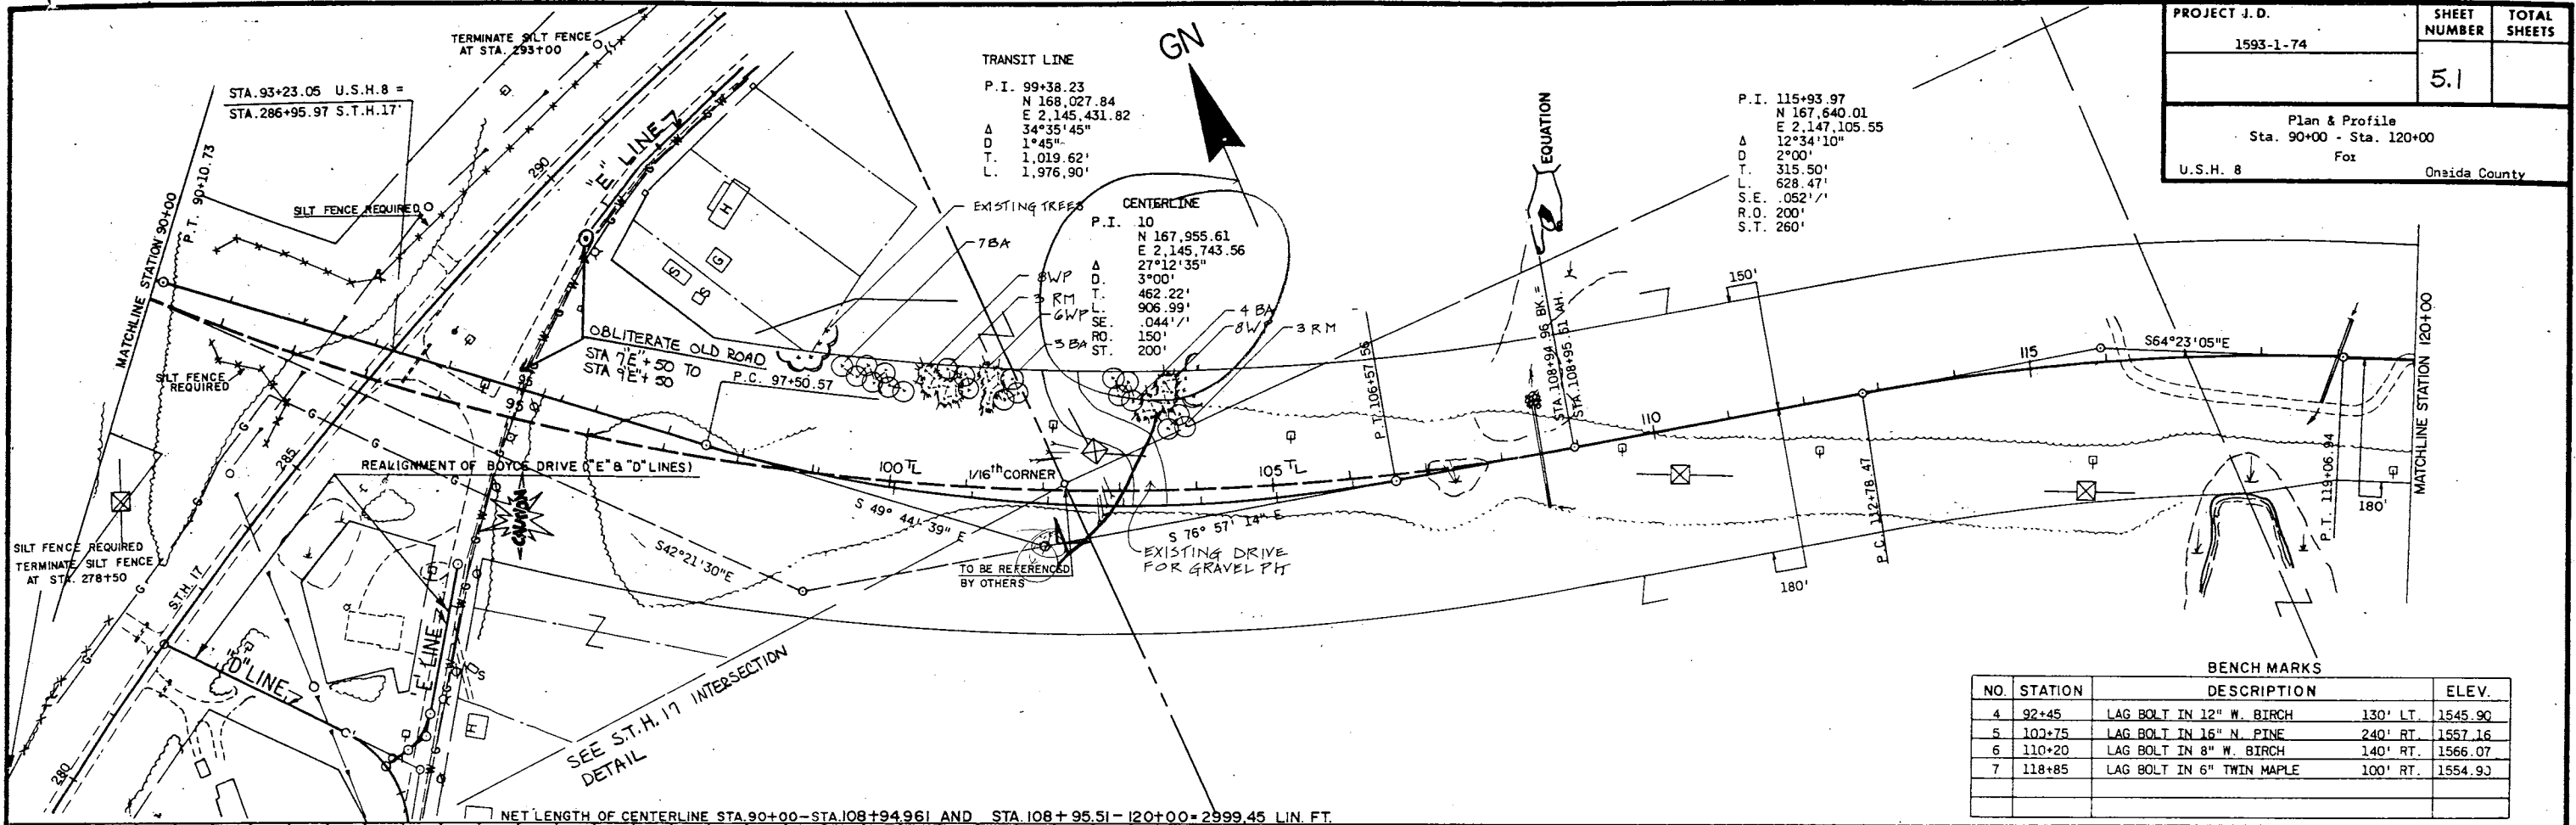 PROJECT I.D.
1593-1-74
SHEET NUMBER
TOTAL SHEETS
5.1
Plan & Profile
Sta. 90+00 - Sta. 120+00
For
U.S.H. 8
Oneida County
TERMINATE SILT FENCE
AT STA. 293+00
STA. 93+23.05 U.S.H. 8 =
STA. 286+95.97 S.T.H. 17
MATCHLINE STATION 90+00
P.T. 90+10.73
SILT FENCE REQUIRED
290
"E" LINE
H
S
G
S
TRANSIT LINE
P.I. 99+38.23
N 168,027.84
E 2,145,431.82
Δ 34°35'45"
D 1°45"
T. 1,019.62'
L. 1,976,90'
GN
EXISTING TREES
7BA
8WP
3 RM
6WP
5 BA
CENTERLINE
P.I. 10
N 167,955.61
E 2,145,743.56
Δ 27°12'35"
D. 3°00'
T. 462.22'
L. 906.99'
SE. .044'/'
RO. 150'
ST. 200'
4 BA
8WP
3 RM
EQUATION
STA. 108+94.96 BK. =
STA. 108+95.51 AH.
P.I. 115+93.97
N 167,640.01
E 2,147,105.55
Δ 12°34'10"
D 2°00'
T. 315.50'
L. 628.47'
S.E. .052'/'
R.O. 200'
S.T. 260'
150'
SILT FENCE
REQUIRED
OBLITERATE OLD ROAD
STA 7"E"+50 TO
STA 9"E"+50
P.C. 97+50.57
95
95
285
REALIGNMENT OF BOYCE DRIVE ("E" & "D" LINES)
100 TL
1/16th CORNER
105 TL
P.T. 106+57.56
110
115
S64°23'05"E
P.C. 112+78.47
P.T. 119+06.94
180'
MATCHLINE STATION 120+00
S 49° 44' 39" E
S 76° 57' 14" E
S42°21'30"E
TO BE REFERENCED
BY OTHERS
EXISTING DRIVE
FOR GRAVEL PIT
180'
SILT FENCE REQUIRED
TERMINATE SILT FENCE
AT STA. 278+50
S.T.H. 17
"D" LINE
"E" LINE
280
H
S
SEE S.T.H. 17 INTERSECTION
DETAIL
BENCH MARKS
NO. STATION DESCRIPTION ELEV.
4 92+45 LAG BOLT IN 12" W. BIRCH 130' LT. 1545.90
5 100+75 LAG BOLT IN 16" N. PINE 240' RT. 1557.16
6 110+20 LAG BOLT IN 8" W. BIRCH 140' RT. 1566.07
7 118+85 LAG BOLT IN 6" TWIN MAPLE 100' RT. 1554.90
NET LENGTH OF CENTERLINE STA. 90+00-STA. 108+94.961 AND STA. 108+95.51-120+00=2999.45 LIN. FT.